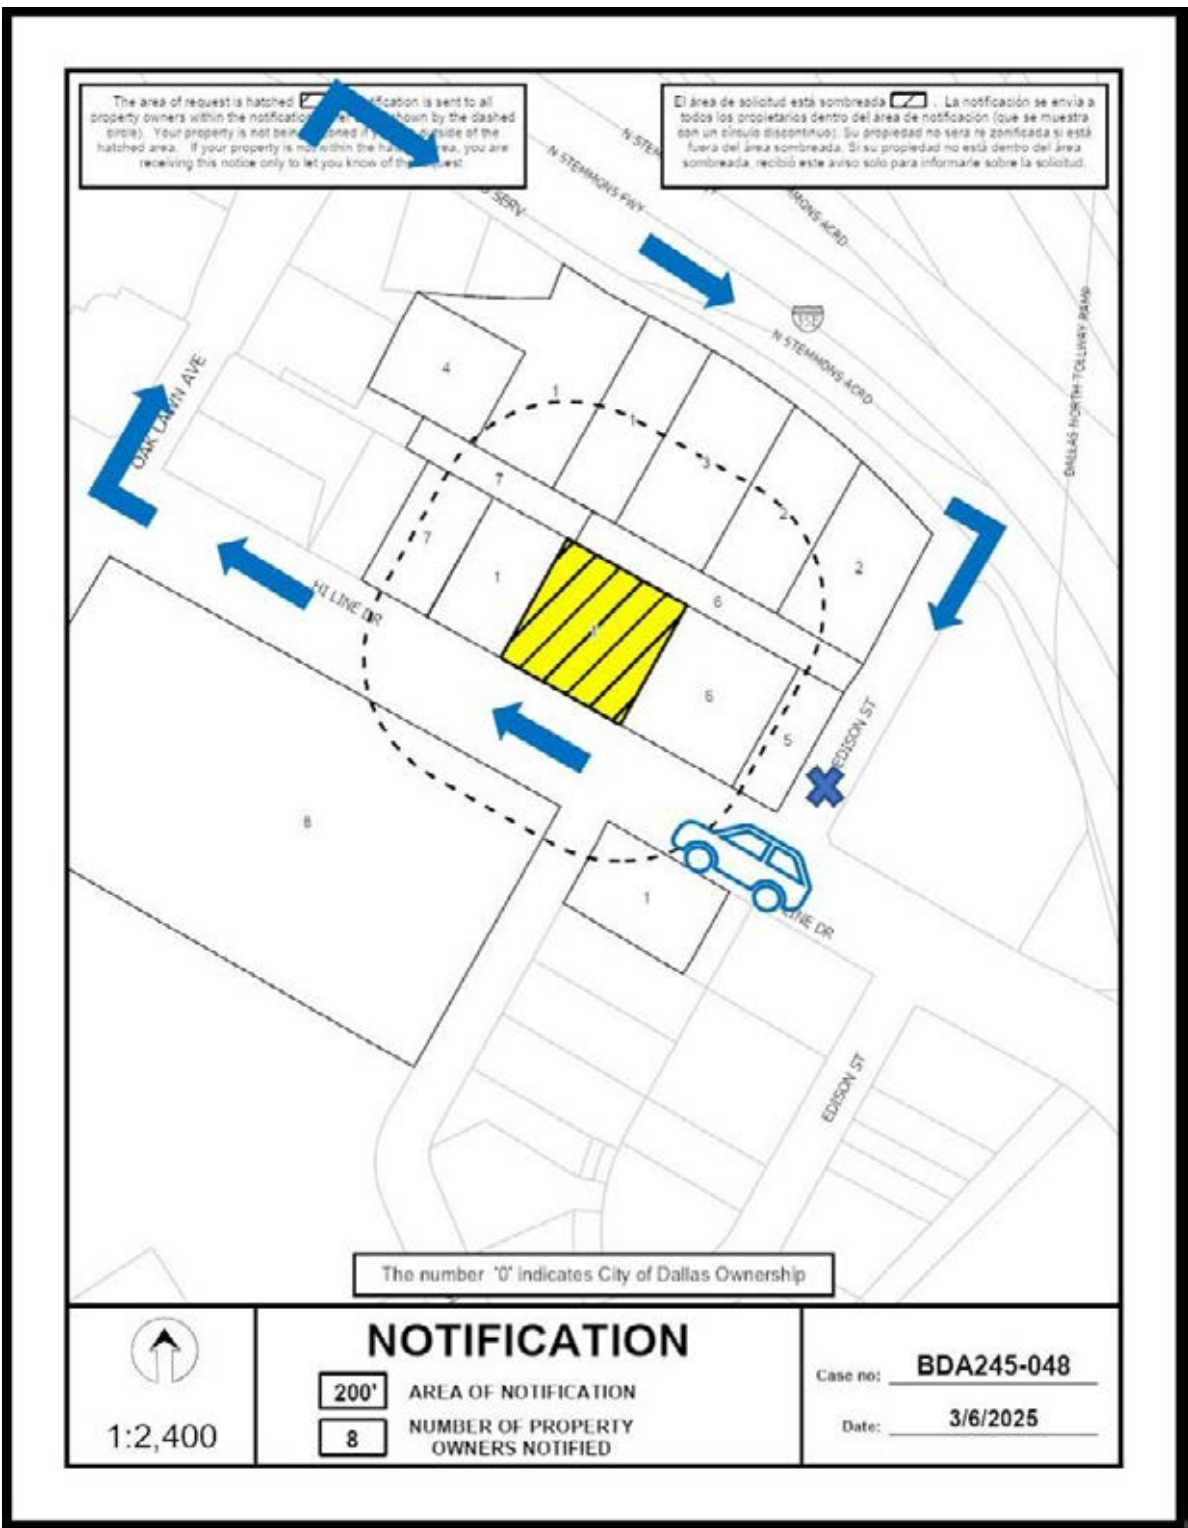 The area of request is hatched . notification is sent to all
property owners within the notification shown by the dashed
circle). Your property is not being if outside of the
hatched area. If your property is not within the area, you are
receiving this notice only to let you know of the request
El área de solicitud está sombreada . La notificación se envía a
todos los propietarios dentro del área de notificación (que se muestra
con un círculo discontinuo). Su propiedad no sera re zonificada si está
fuera del área sombreada. Si su propiedad no está dentro del área
sombreada, recibió este aviso solo para informarle sobre la solicitud.
N STEMMONS FWY
SERV
ACRD
35E
N STEMMONS ACRD
DALLAS NORTH TOLLWAY RAMP
OAK LAWN AVE
4
1
1
3
2
2
7
7
1
6
6
5
HI LINE DR
EDISON ST
8
1
LINE DR
EDISON ST
The number '0' indicates City of Dallas Ownership
1:2,400
NOTIFICATION
200' AREA OF NOTIFICATION
8 NUMBER OF PROPERTY
OWNERS NOTIFIED
Case no: BDA245-048
Date: 3/6/2025